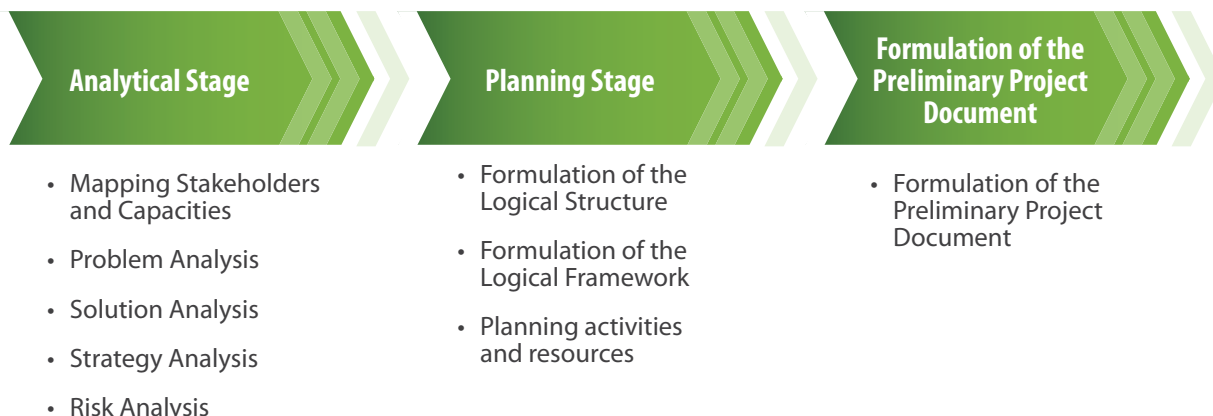 Analytical Stage
• Mapping Stakeholders
and Capacities
• Problem Analysis
• Solution Analysis
• Strategy Analysis
• Risk Analysis
Planning Stage
• Formulation of the
Logical Structure
• Formulation of the
Logical Framework
• Planning activities
and resources
Formulation of the
Preliminary Project
Document
• Formulation of the
Preliminary Project
Document